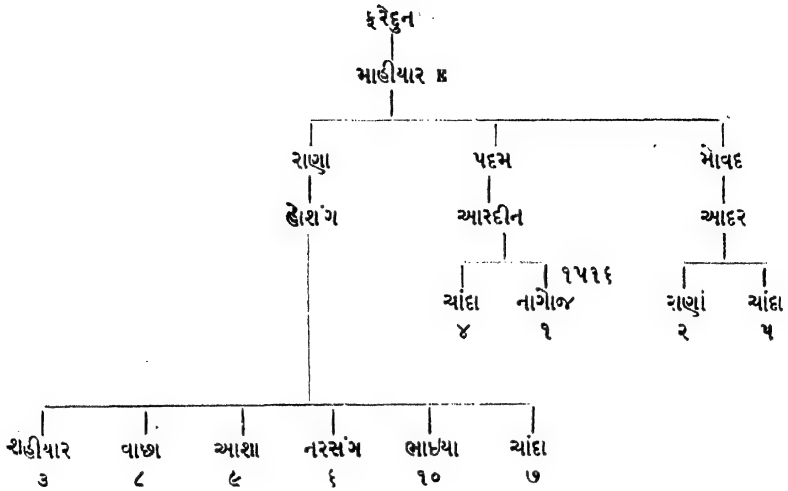 ફરેદુન
માહીયાર
રાણા પદમ મોવદ
હોશંગ આરદીન આદર
૧૫૧૬
ચાંદા નાગોજ રાણાં ચાંદા
૪ ૧ ૨ ૫
શહીયાર વાછા આશા નરસંગ ભાઇયા ચાંદા
૩ ૮ ૯ ૬ ૧૦ ૭